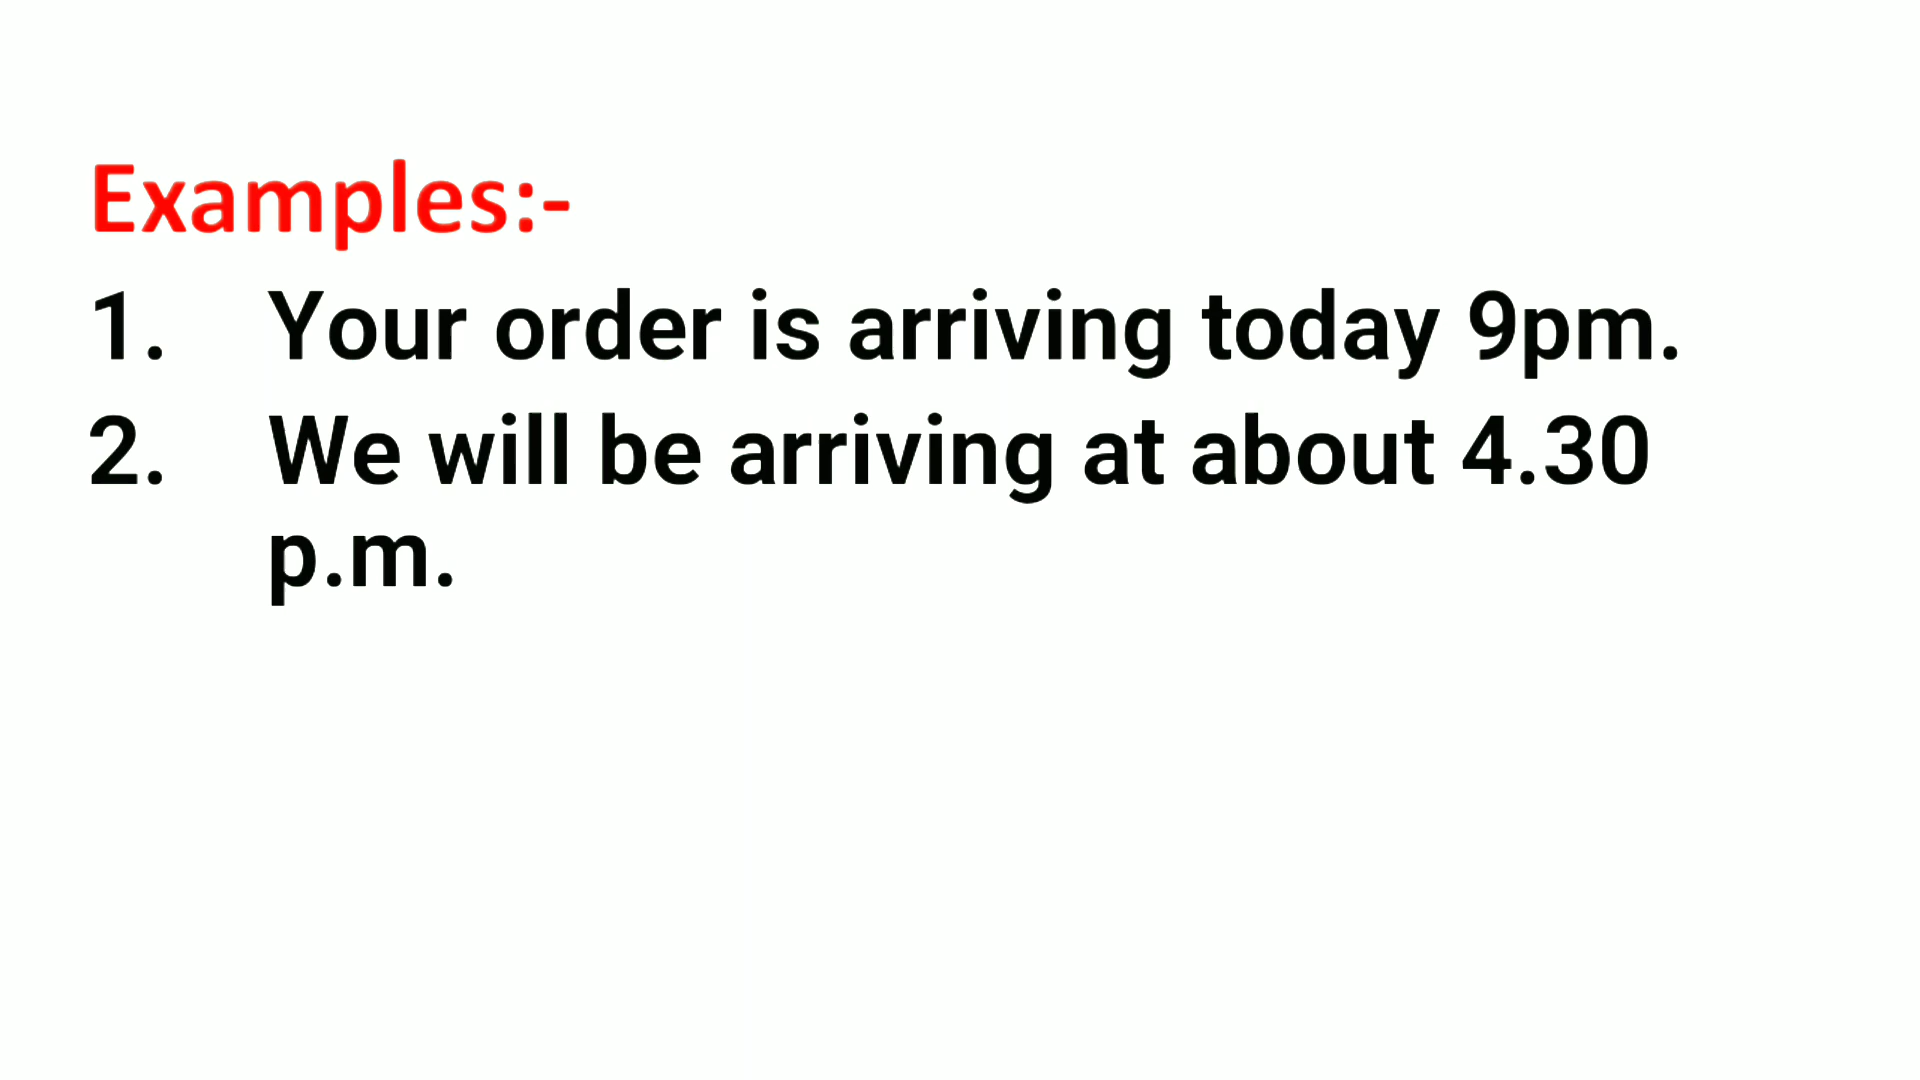 Examples:-
1. Your order is arriving today 9pm.
2. We will be arriving at about 4.30
p.m.